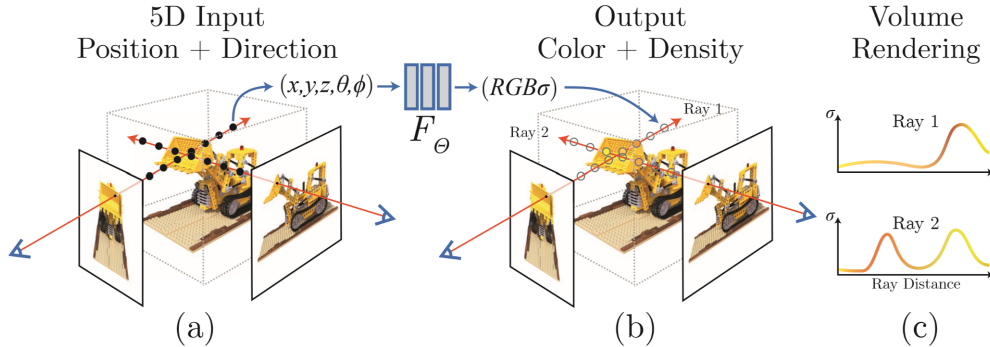 5D Input
Position + Direction
Output
Color + Density
Volume
Rendering
(x,y,z,θ,ϕ)
F_Θ
(RGBσ)
Ray 1
Ray 2
σ
Ray 1
σ
Ray 2
Ray Distance
(a)
(b)
(c)